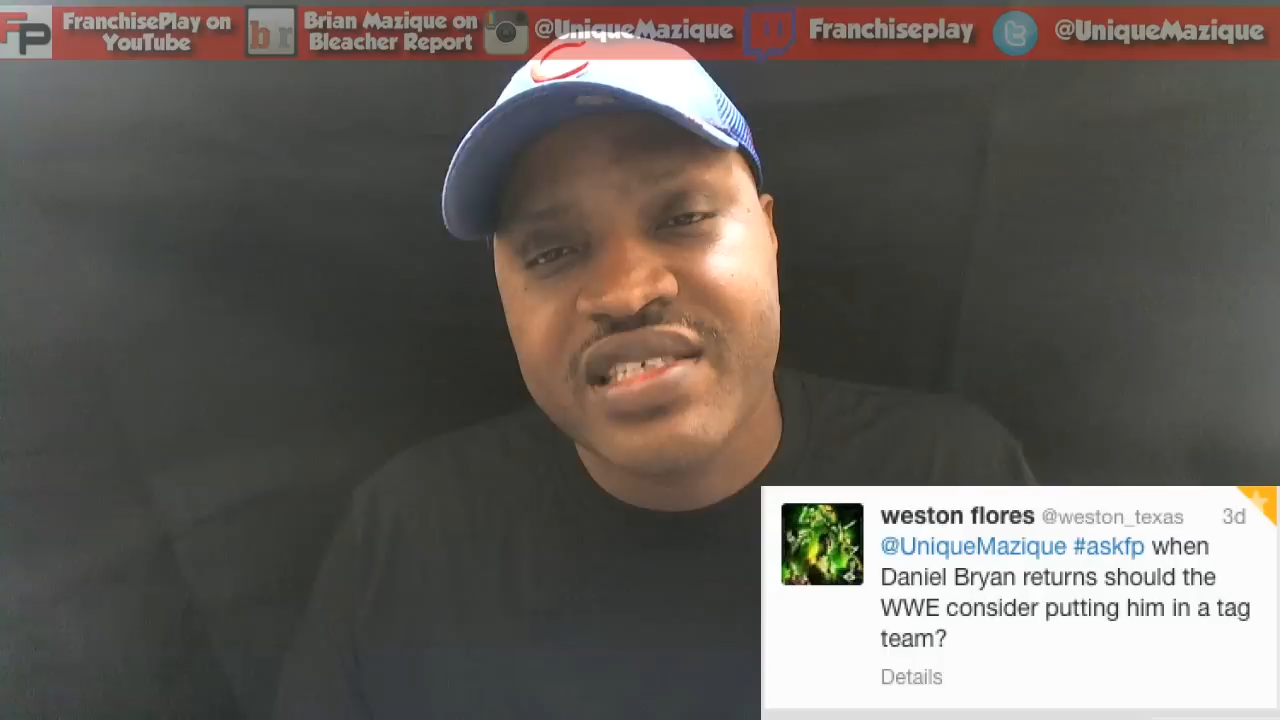 FP
FranchisePlay on
YouTube
br
Brian Mazique on
Bleacher Report
@UniqueMazique
Franchiseplay
@UniqueMazique
C
weston flores @weston_texas 3d
@UniqueMazique #askfp when
Daniel Bryan returns should the
WWE consider putting him in a tag
team?
Details